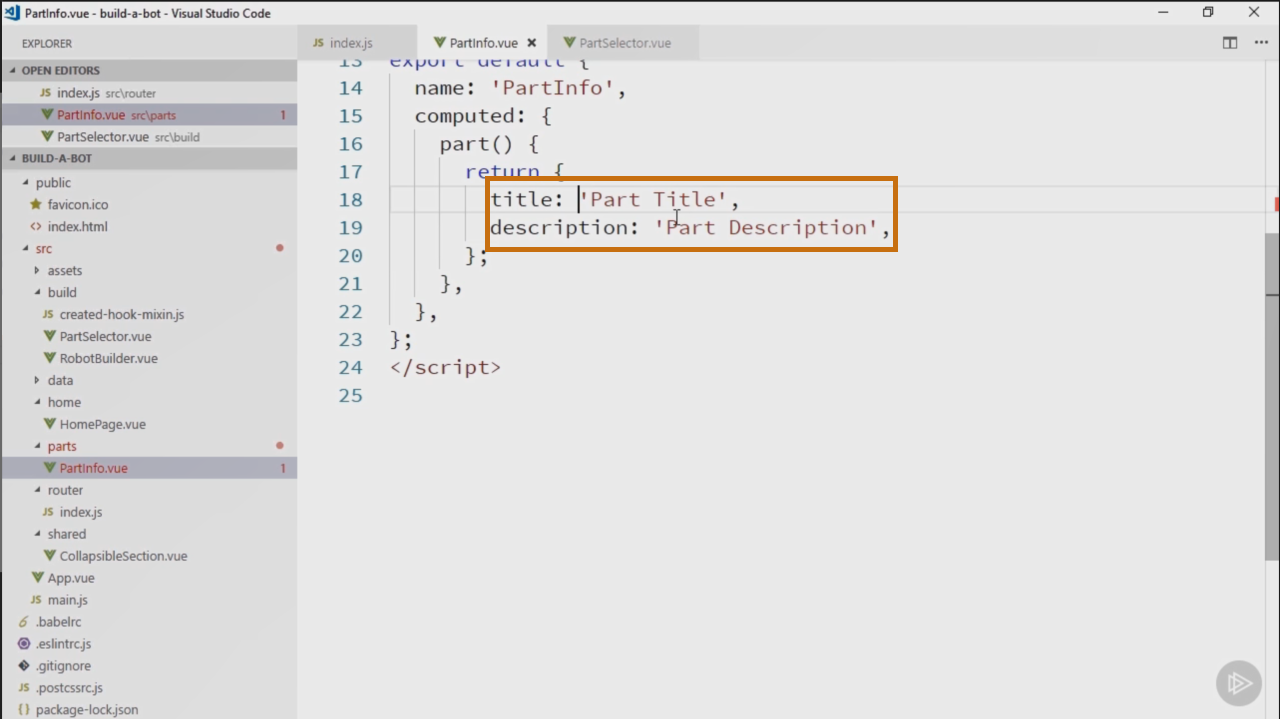 PartInfo.vue - build-a-bot - Visual Studio Code
EXPLORER
OPEN EDITORS
JS index.js src\router
PartInfo.vue src\parts 1
PartSelector.vue src\build
BUILD-A-BOT
public
favicon.ico
<> index.html
src
assets
build
JS created-hook-mixin.js
PartSelector.vue
RobotBuilder.vue
data
home
HomePage.vue
parts
PartInfo.vue 1
router
JS index.js
shared
CollapsibleSection.vue
App.vue
JS main.js
6 .babelrc
.eslintrc.js
.gitignore
JS .postcssrc.js
{} package-lock.json
JS index.js
PartInfo.vue
PartSelector.vue
13 export default {
14 name: 'PartInfo',
15 computed: {
16 part() {
17 return {
18 title: 'Part Title',
19 description: 'Part Description',
20 };
21 },
22 },
23 };
24 </script>
25